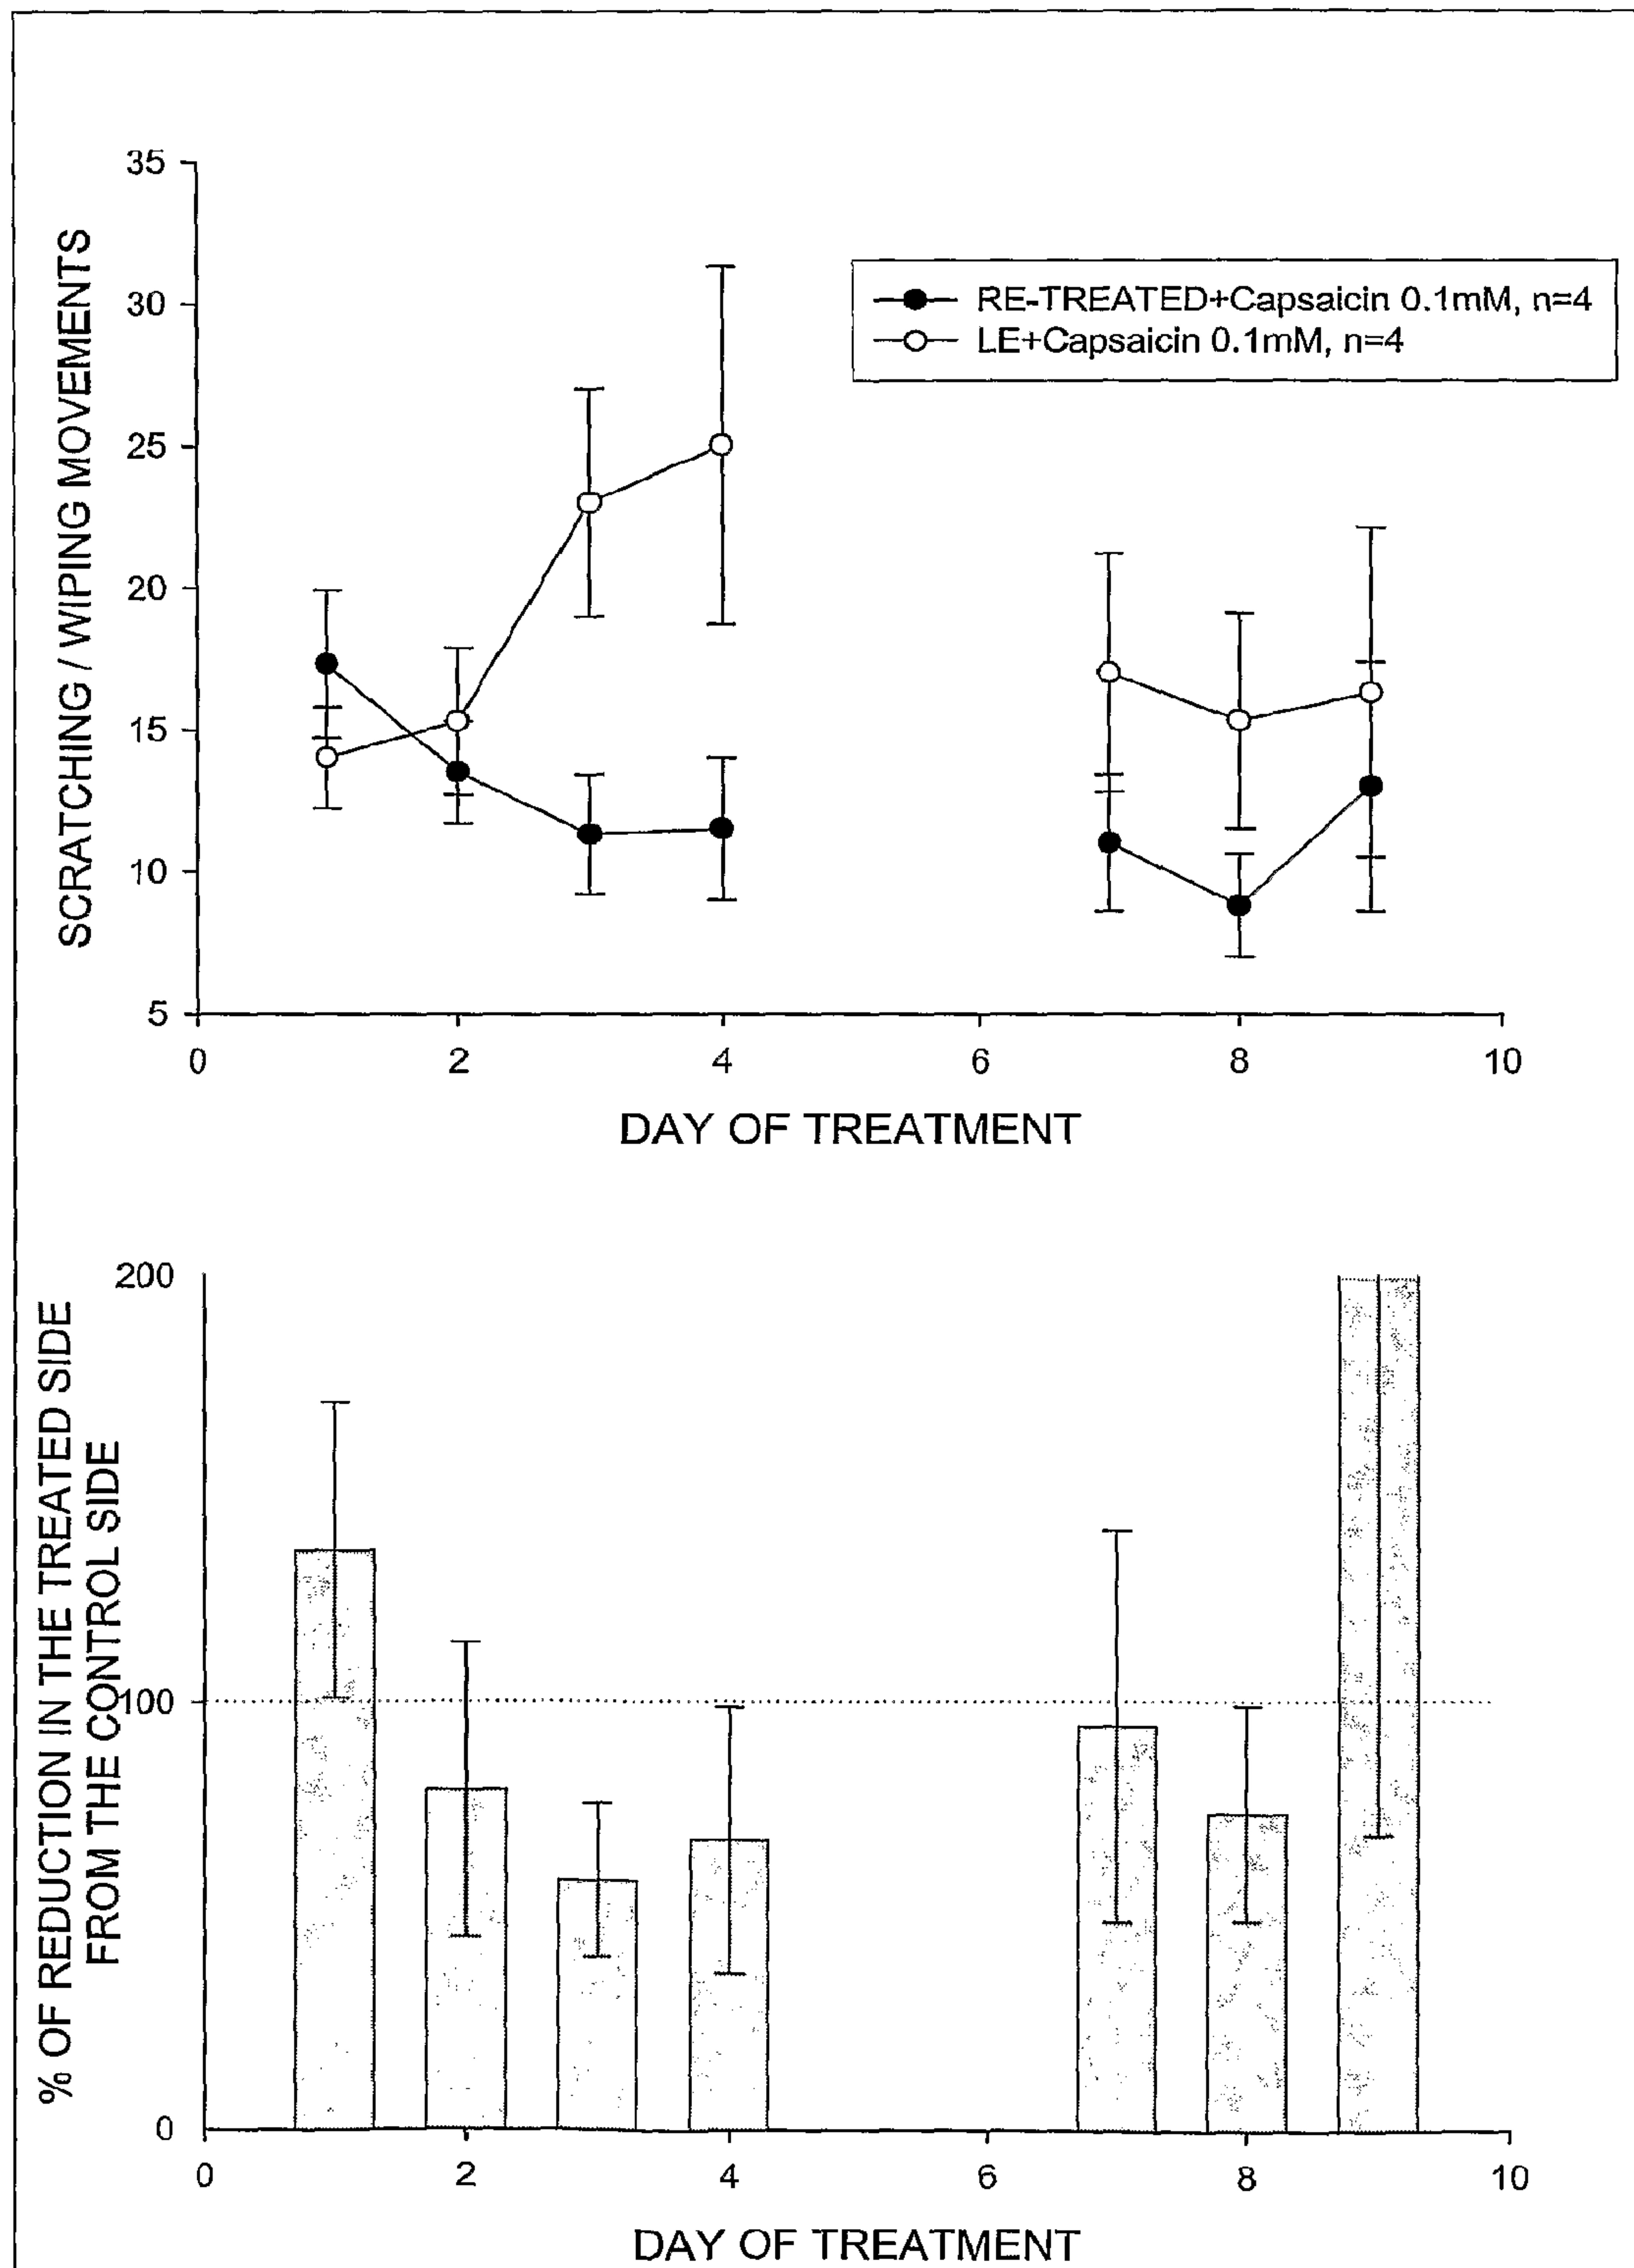 35
30
25
20
15
10
5
SCRATCHING / WIPING MOVEMENTS
RE-TREATED+Capsaicin 0.1mM, n=4
LE+Capsaicin 0.1mM, n=4
0 2 4 6 8 10
DAY OF TREATMENT
200
100
0
% OF REDUCTION IN THE TREATED SIDE
FROM THE CONTROL SIDE
0 2 4 6 8 10
DAY OF TREATMENT